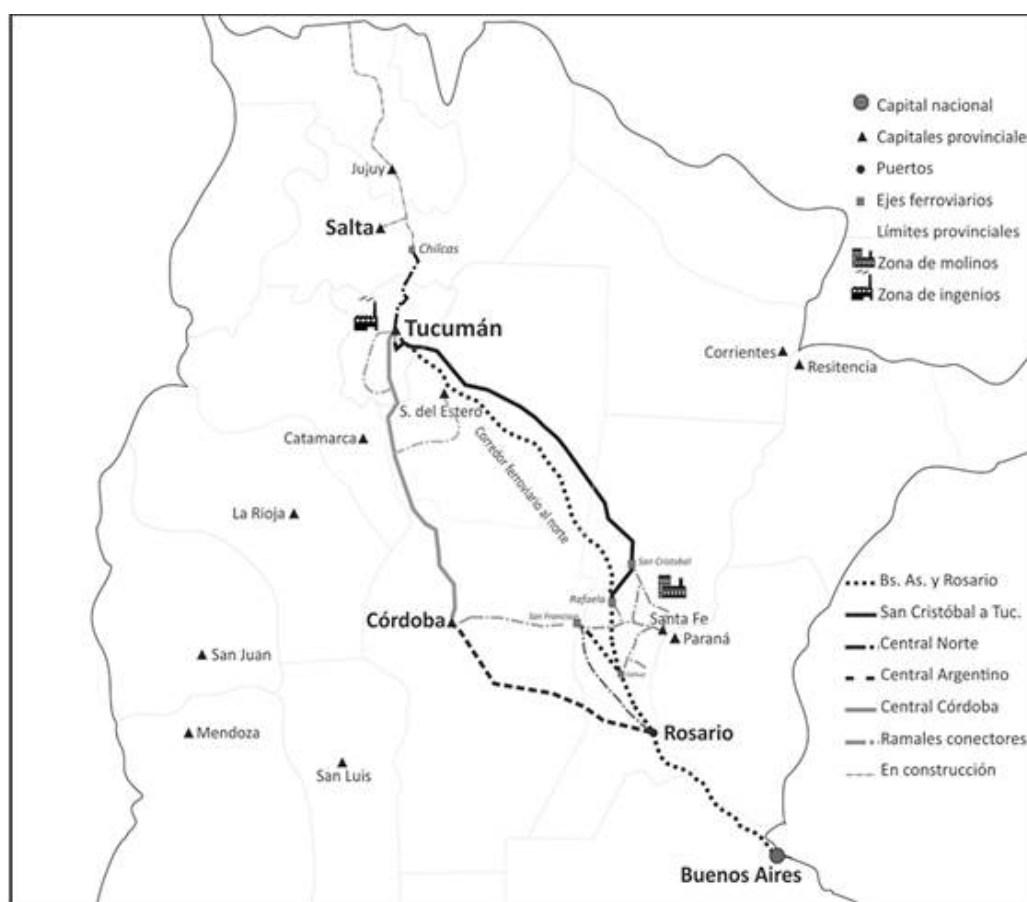 Capital nacional
Capitales provinciale
Puertos
Ejes ferroviarios
Límites provinciales
Zona de molinos
Zona de ingenios
Jujuy
Salta
Chilcas
Tucumán
Corrientes
Resitencia
S. del Estero
Catamarca
Corredor ferroviario al norte
La Rioja
San Cristobal
Rafaela
San Francisco
Santa Fe
Córdoba
Paraná
San Juan
Mendoza
Rosario
San Luis
Buenos Aires
Bs. As. y Rosario
San Cristóbal a Tuc.
Central Norte
Central Argentino
Central Córdoba
Ramales conectores
En construcción